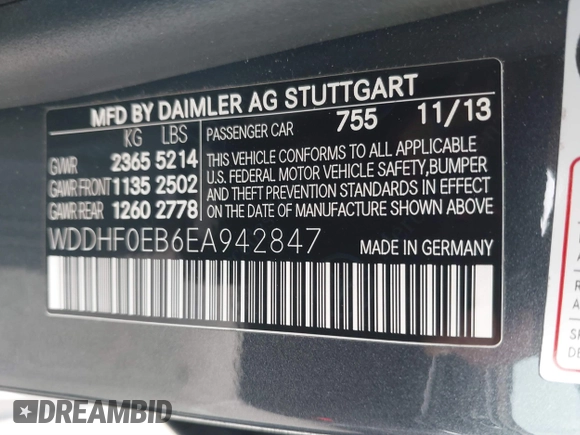 MFD BY DAIMLER AG STUTTGART
KG LBS
GVWR 2365 5214
GAWR FRONT 1135 2502
GAWR REAR 1260 2778
PASSENGER CAR 755 11/13
THIS VEHICLE CONFORMS TO ALL APPLICABLE
U.S. FEDERAL MOTOR VEHICLE SAFETY, BUMPER
AND THEFT PREVENTION STANDARDS IN EFFECT
ON THE DATE OF MANUFACTURE SHOWN ABOVE.
WDDHF0EB6EA942847 MADE IN GERMANY
DREAMBID